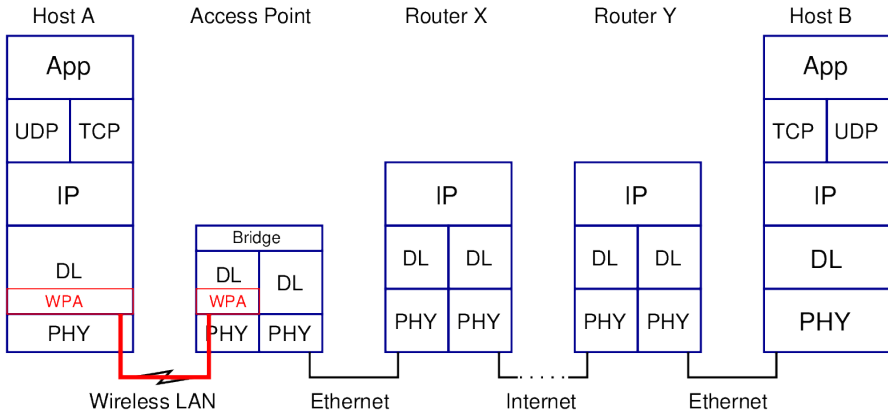 Host A Access Point Router X Router Y Host B
App App
UDP TCP TCP UDP
IP IP IP IP
Bridge
DL DL DL DL DL DL DL DL
WPA WPA
PHY PHY PHY PHY PHY PHY PHY PHY
Wireless LAN Ethernet Internet Ethernet